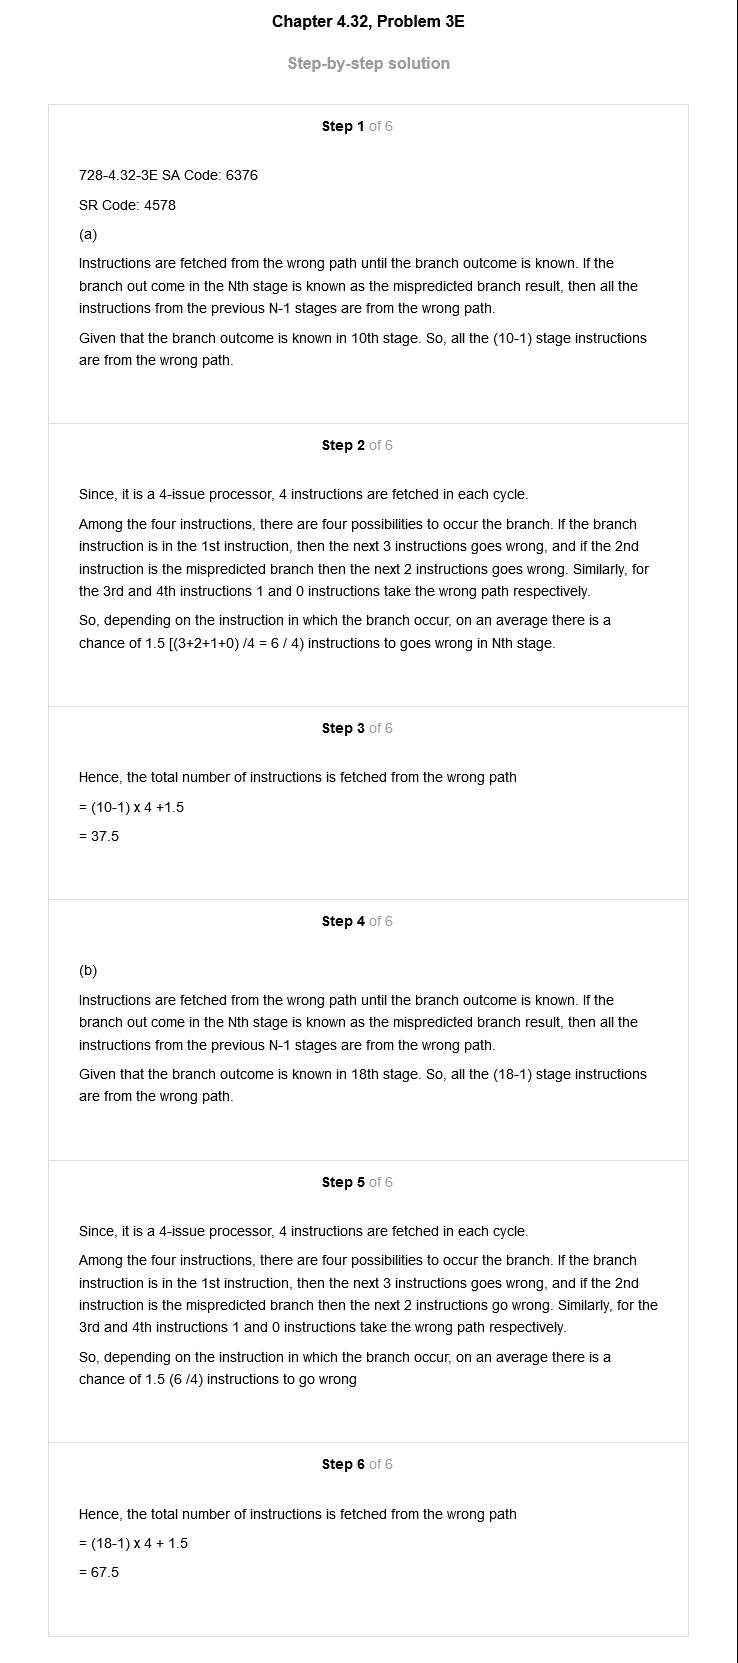 Chapter 4.32, Problem 3E
Step-by-step solution
Step 1 of 6
728-4.32-3E SA Code: 6376
SR Code: 4578
(a)
Instructions are fetched from the wrong path until the branch outcome is known. If the
branch out come in the Nth stage is known as the mispredicted branch result, then all the
instructions from the previous N-1 stages are from the wrong path.
Given that the branch outcome is known in 10th stage. So, all the (10-1) stage instructions
are from the wrong path.
Step 2 of 6
Since, it is a 4-issue processor, 4 instructions are fetched in each cycle.
Among the four instructions, there are four possibilities to occur the branch. If the branch
instruction is in the 1st instruction, then the next 3 instructions goes wrong, and if the 2nd
instruction is the mispredicted branch then the next 2 instructions goes wrong. Similarly, for
the 3rd and 4th instructions 1 and 0 instructions take the wrong path respectively.
So, depending on the instruction in which the branch occur, on an average there is a
chance of 1.5 [(3+2+1+0) /4 = 6 / 4) instructions to goes wrong in Nth stage.
Step 3 of 6
Hence, the total number of instructions is fetched from the wrong path
= (10-1) x 4 +1.5
= 37.5
Step 4 of 6
(b)
Instructions are fetched from the wrong path until the branch outcome is known. If the
branch out come in the Nth stage is known as the mispredicted branch result, then all the
instructions from the previous N-1 stages are from the wrong path.
Given that the branch outcome is known in 18th stage. So, all the (18-1) stage instructions
are from the wrong path.
Step 5 of 6
Since, it is a 4-issue processor, 4 instructions are fetched in each cycle.
Among the four instructions, there are four possibilities to occur the branch. If the branch
instruction is in the 1st instruction, then the next 3 instructions goes wrong, and if the 2nd
instruction is the mispredicted branch then the next 2 instructions go wrong. Similarly, for the
3rd and 4th instructions 1 and 0 instructions take the wrong path respectively.
So, depending on the instruction in which the branch occur, on an average there is a
chance of 1.5 (6 /4) instructions to go wrong
Step 6 of 6
Hence, the total number of instructions is fetched from the wrong path
= (18-1) x 4 + 1.5
= 67.5